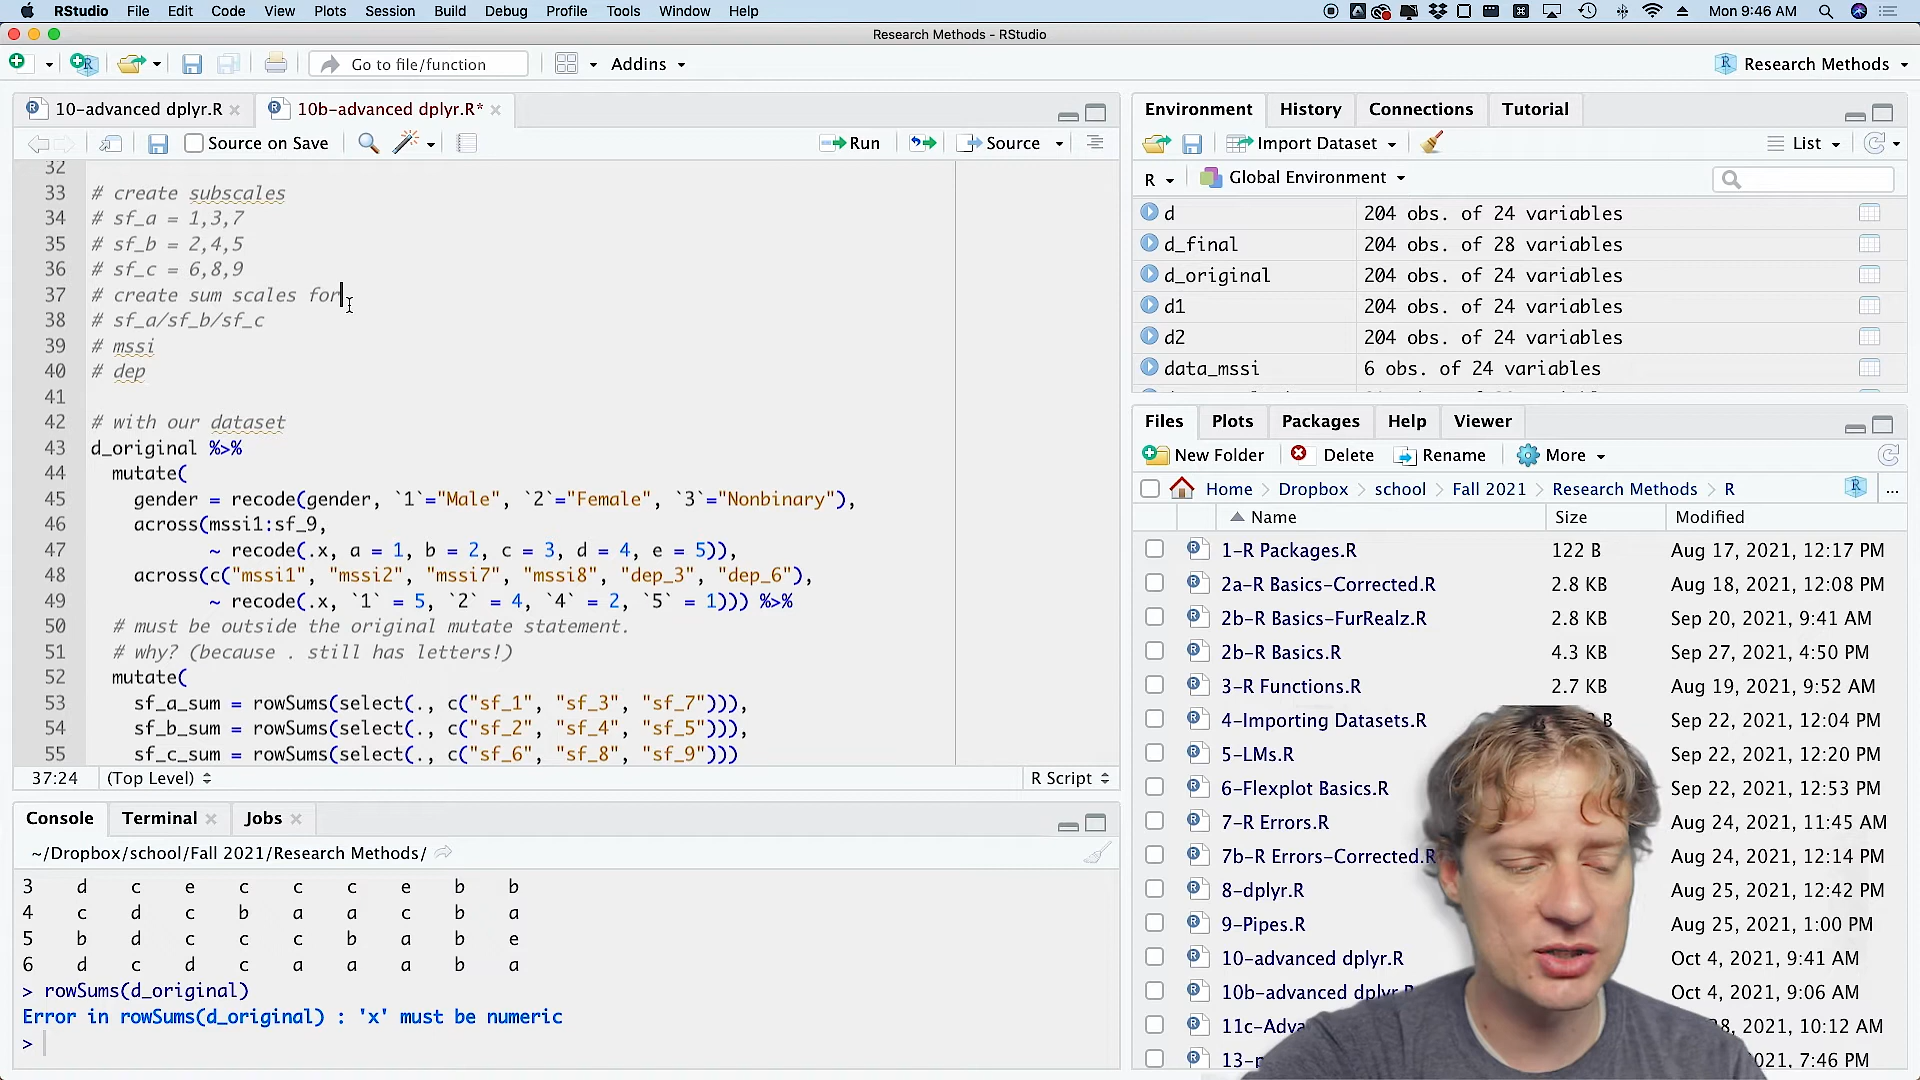 RStudio File Edit Code View Plots Session Build Debug Profile Tools Window Help Mon 9:46 AM
Research Methods - RStudio
Go to file/function Addins Research Methods
10-advanced dplyr.R 10b-advanced dplyr.R*
Source on Save Run Source
32
33 # create subscales
34 # sf_a = 1,3,7
35 # sf_b = 2,4,5
36 # sf_c = 6,8,9
37 # create sum scales for
38 # sf_a/sf_b/sf_c
39 # mssi
40 # dep
41
42 # with our dataset
43 d_original %>%
44 mutate(
45 gender = recode(gender, `1`="Male", `2`="Female", `3`="Nonbinary"),
46 across(mssi1:sf_9,
47 ~ recode(.x, a = 1, b = 2, c = 3, d = 4, e = 5)),
48 across(c("mssi1", "mssi2", "mssi7", "mssi8", "dep_3", "dep_6"),
49 ~ recode(.x, `1` = 5, `2` = 4, `4` = 2, `5` = 1))) %>%
50 # must be outside the original mutate statement.
51 # why? (because . still has letters!)
52 mutate(
53 sf_a_sum = rowSums(select(., c("sf_1", "sf_3", "sf_7"))),
54 sf_b_sum = rowSums(select(., c("sf_2", "sf_4", "sf_5"))),
55 sf_c_sum = rowSums(select(., c("sf_6", "sf_8", "sf_9")))
37:24 (Top Level) R Script
Console Terminal Jobs
~/Dropbox/school/Fall 2021/Research Methods/
3 d c e c c c e b b
4 c d c b a a c b a
5 b d c c c b a b e
6 d c d c a a a b a
> rowSums(d_original)
Error in rowSums(d_original) : 'x' must be numeric
>
Environment History Connections Tutorial
Import Dataset List
R Global Environment
d 204 obs. of 24 variables
d_final 204 obs. of 28 variables
d_original 204 obs. of 24 variables
d1 204 obs. of 24 variables
d2 204 obs. of 24 variables
data_mssi 6 obs. of 24 variables
Files Plots Packages Help Viewer
New Folder Delete Rename More
Home Dropbox school Fall 2021 Research Methods R ...
Name Size Modified
1-R Packages.R 122 B Aug 17, 2021, 12:17 PM
2a-R Basics-Corrected.R 2.8 KB Aug 18, 2021, 12:08 PM
2b-R Basics-FurRealz.R 2.8 KB Sep 20, 2021, 9:41 AM
2b-R Basics.R 4.3 KB Sep 27, 2021, 4:50 PM
3-R Functions.R 2.7 KB Aug 19, 2021, 9:52 AM
4-Importing Datasets.R B Sep 22, 2021, 12:04 PM
5-LMs.R Sep 22, 2021, 12:20 PM
6-Flexplot Basics.R Sep 22, 2021, 12:53 PM
7-R Errors.R Aug 24, 2021, 11:45 AM
7b-R Errors-Corrected.R Aug 24, 2021, 12:14 PM
8-dplyr.R Aug 25, 2021, 12:42 PM
9-Pipes.R Aug 25, 2021, 1:00 PM
10-advanced dplyr.R Oct 4, 2021, 9:41 AM
10b-advanced dplyr.R Oct 4, 2021, 9:06 AM
11c-Adva 8, 2021, 10:12 AM
2021, 7:46 PM